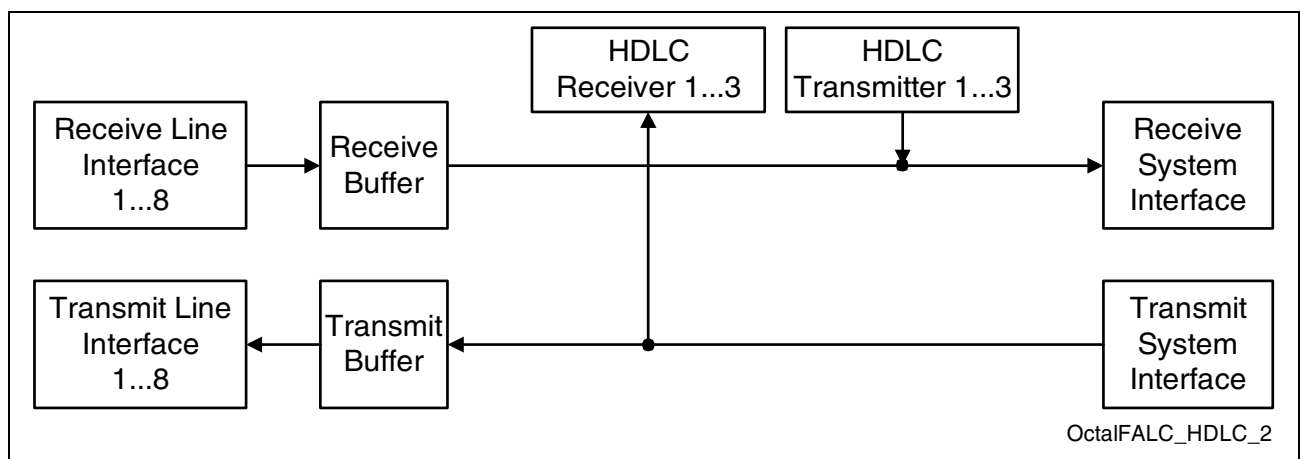 HDLC
Receiver 1...3
HDLC
Transmitter 1...3
Receive Line
Interface
1...8
Receive
Buffer
Receive
System
Interface
Transmit Line
Interface
1...8
Transmit
Buffer
Transmit
System
Interface
OctalFALC_HDLC_2